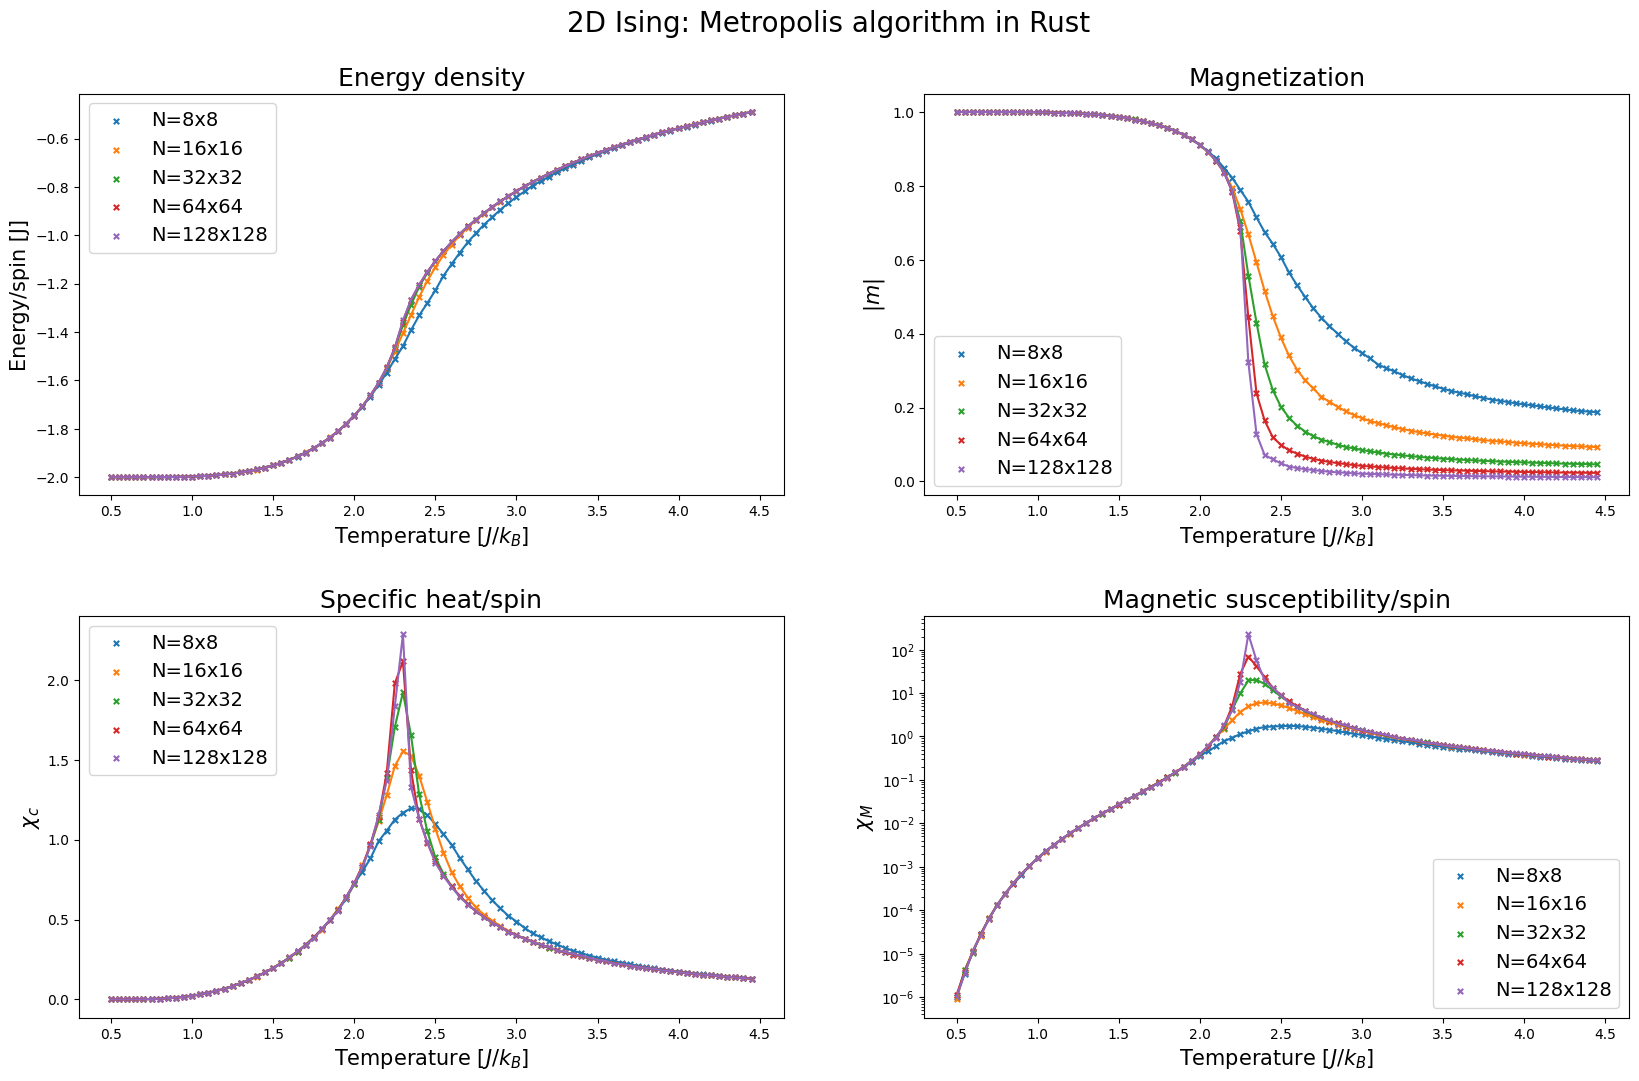 2D Ising: Metropolis algorithm in Rust
Energy density
N=8x8
N=16x16
N=32x32
N=64x64
N=128x128
−0.6
−0.8
−1.0
−1.2
−1.4
−1.6
−1.8
−2.0
Energy/spin [J]
0.5 1.0 1.5 2.0 2.5 3.0 3.5 4.0 4.5
Temperature [J/k_B]
Magnetization
1.0
0.8
0.6
0.4
0.2
0.0
|m|
N=8x8
N=16x16
N=32x32
N=64x64
N=128x128
0.5 1.0 1.5 2.0 2.5 3.0 3.5 4.0 4.5
Temperature [J/k_B]
Specific heat/spin
N=8x8
N=16x16
N=32x32
N=64x64
N=128x128
2.0
1.5
1.0
0.5
0.0
χ_c
0.5 1.0 1.5 2.0 2.5 3.0 3.5 4.0 4.5
Temperature [J/k_B]
Magnetic susceptibility/spin
10^2
10^1
10^0
10^−1
10^−2
10^−3
10^−4
10^−5
10^−6
χ_M
N=8x8
N=16x16
N=32x32
N=64x64
N=128x128
0.5 1.0 1.5 2.0 2.5 3.0 3.5 4.0 4.5
Temperature [J/k_B]